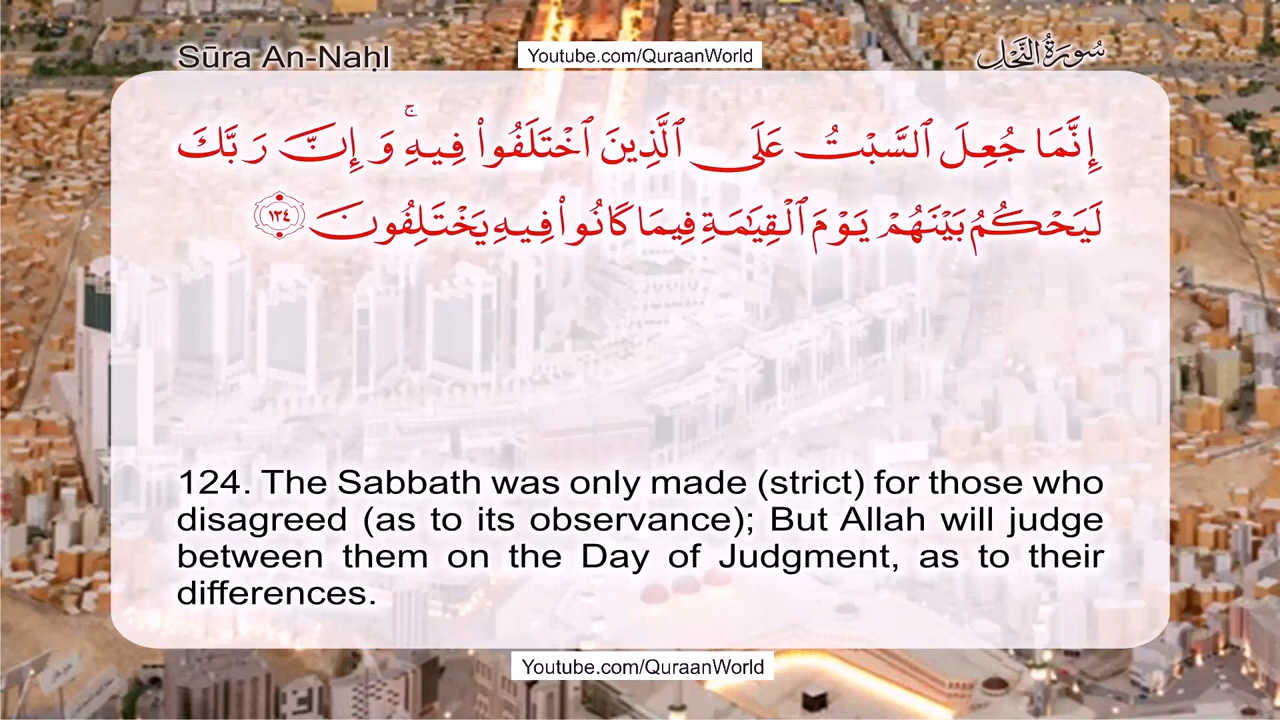 Sūra An-Naḥl
Youtube.com/QuraanWorld
سُورَةُ النَّحْلِ
إِنَّمَا جُعِلَ ٱلسَّبْتُ عَلَى ٱلَّذِينَ ٱخْتَلَفُوا۟ فِيهِ ۚ وَإِنَّ رَبَّكَ
لَيَحْكُمُ بَيْنَهُمْ يَوْمَ ٱلْقِيَٰمَةِ فِيمَا كَانُوا۟ فِيهِ يَخْتَلِفُونَ ١٢٤
124. The Sabbath was only made (strict) for those who
disagreed (as to its observance); But Allah will judge
between them on the Day of Judgment, as to their
differences.
Youtube.com/QuraanWorld